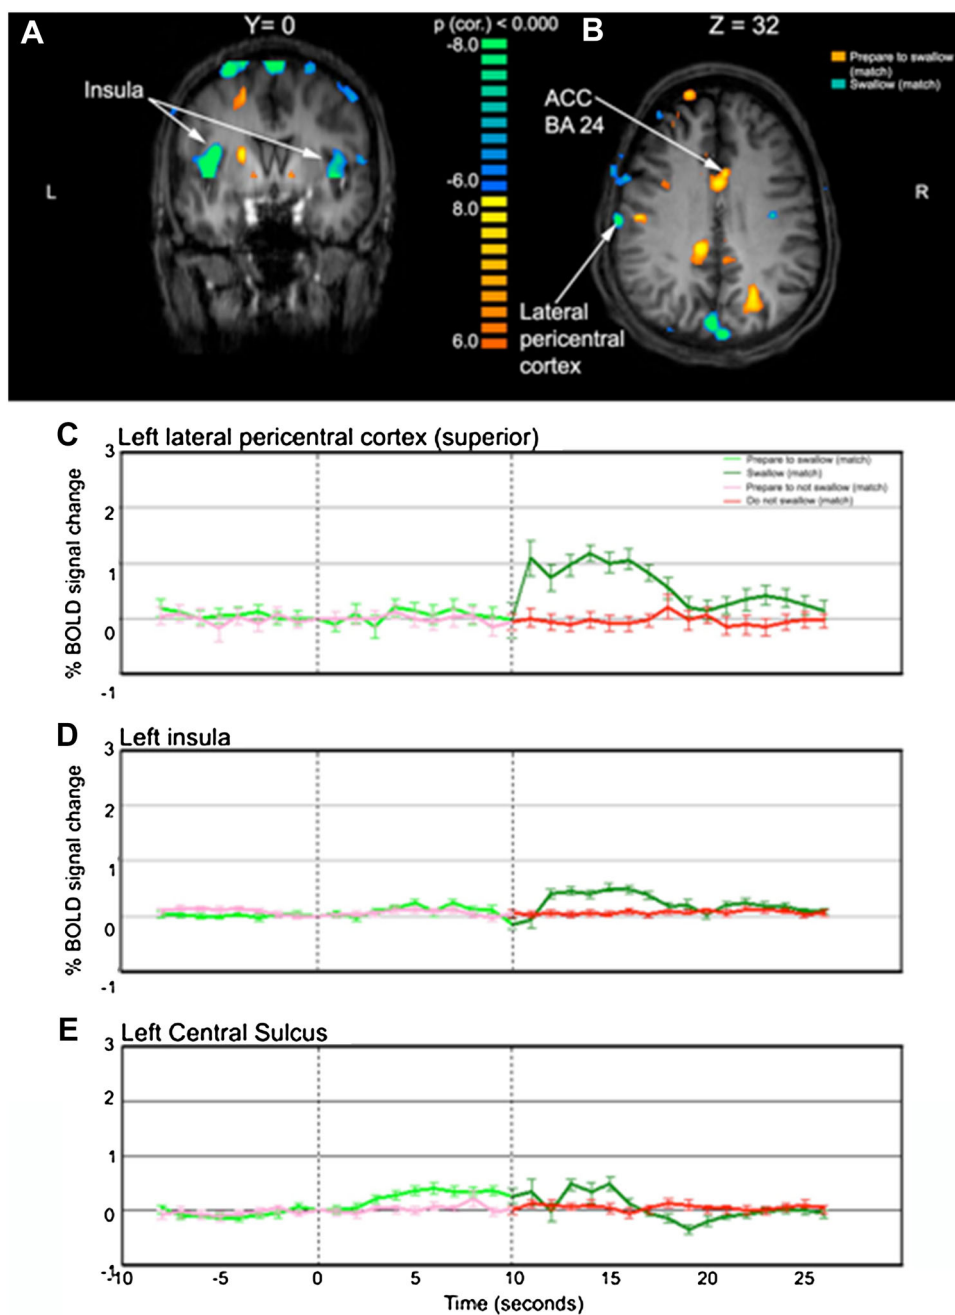 A
Y= 0
p (cor.) < 0.000
B
Z = 32
-8.0
Prepare to swallow
(match)
Swallow (match)
Insula
ACC
BA 24
L
R
-6.0
8.0
Lateral
pericentral
cortex
6.0
C
Left lateral pericentral cortex (superior)
3
Prepare to swallow (match)
Swallow (match)
Prepare to not swallow (match)
Do not swallow (match)
2
1
0
-1
% BOLD signal change
D
Left insula
3
2
1
0
-1
% BOLD signal change
E
Left Central Sulcus
3
2
1
0
-1
-10
0
5
10
15
20
25
Time (seconds)